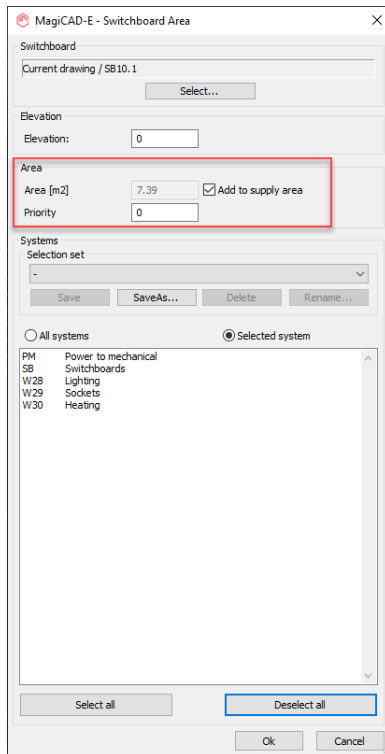 MagiCAD-E - Switchboard Area
Switchboard
Current drawing / SB10.1
Select...
Elevation
Elevation: 0
Area
Area [m2] 7.39 Add to supply area
Priority 0
Systems
Selection set
-
Save SaveAs... Delete Rename...
All systems Selected system
PM Power to mechanical
SB Switchboards
W28 Lighting
W29 Sockets
W30 Heating
Select all Deselect all
Ok Cancel